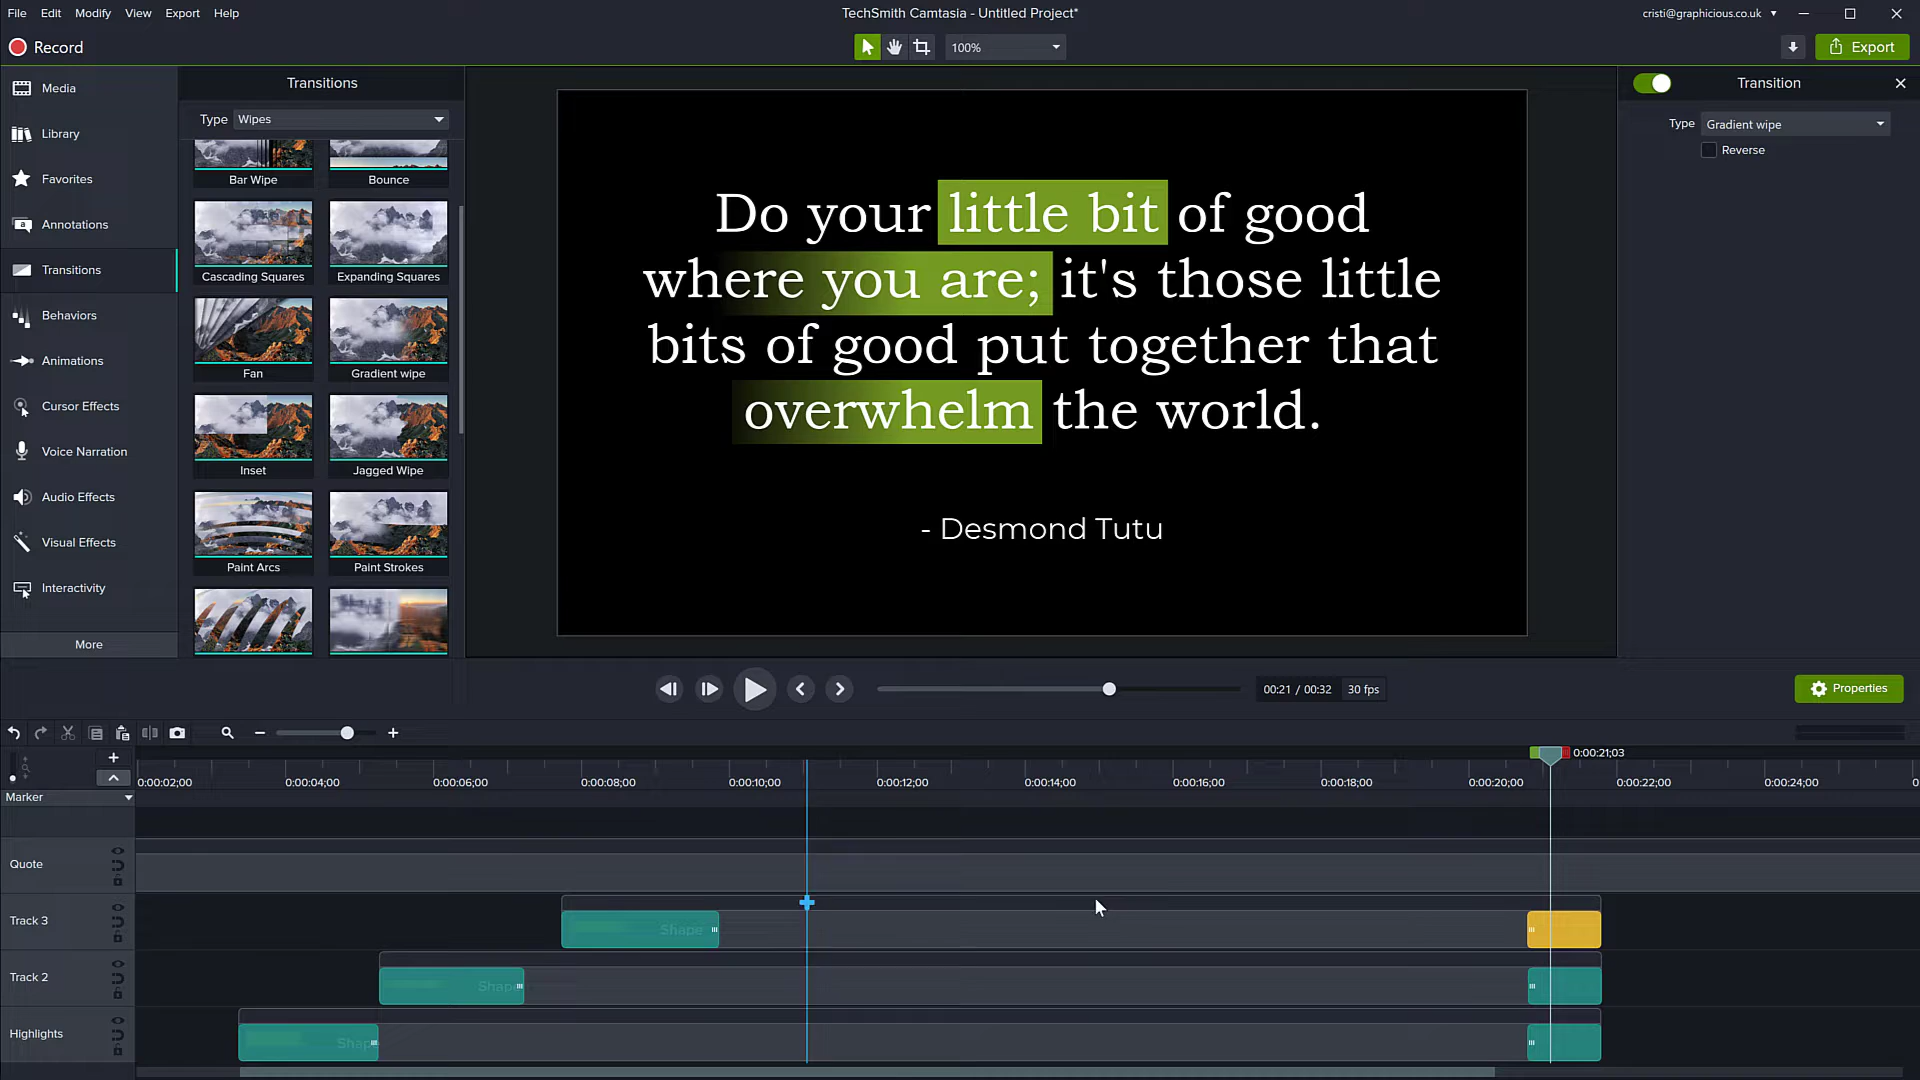 File Edit Modify View Export Help
TechSmith Camtasia - Untitled Project*
cristi@graphicious.co.uk
Record
100%
Export
Media
Library
Favorites
Annotations
Transitions
Behaviors
Animations
Cursor Effects
Voice Narration
Audio Effects
Visual Effects
Interactivity
More
Transitions
Type Wipes
Bar Wipe Bounce
Cascading Squares Expanding Squares
Fan Gradient wipe
Inset Jagged Wipe
Paint Arcs Paint Strokes
Do your little bit of good
where you are; it's those little
bits of good put together that
overwhelm the world.
- Desmond Tutu
Transition
Type Gradient wipe
Reverse
00:21 / 00:32 30 fps
Properties
0:00:21;03
0:00:02;00 0:00:04;00 0:00:06;00 0:00:08;00 0:00:10;00 0:00:12;00 0:00:14;00 0:00:16;00 0:00:18;00 0:00:20;00 0:00:22;00 0:00:24;00
Marker
Quote
Track 3 Shape
Track 2 Shape
Highlights Shape